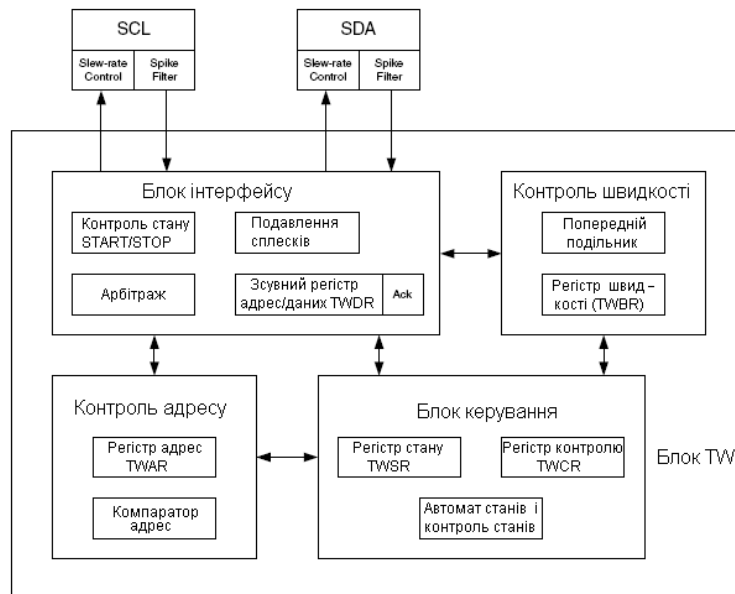 SCL
SDA
Slew-rate
Control
Spike
Filter
Slew-rate
Control
Spike
Filter
Блок інтерфейсу
Контроль стану
START/STOP
Подавлення
сплесків
Арбітраж
Зсувний регістр
адрес/даних TWDR
Ack
Контроль швидкості
Попередній
подільник
Регістр швид –
кості (TWBR)
Контроль адресу
Регістр адрес
TWAR
Компаратор
адрес
Блок керування
Регістр стану
TWSR
Регістр контролю
TWCR
Автомат станів і
контроль станів
Блок TW